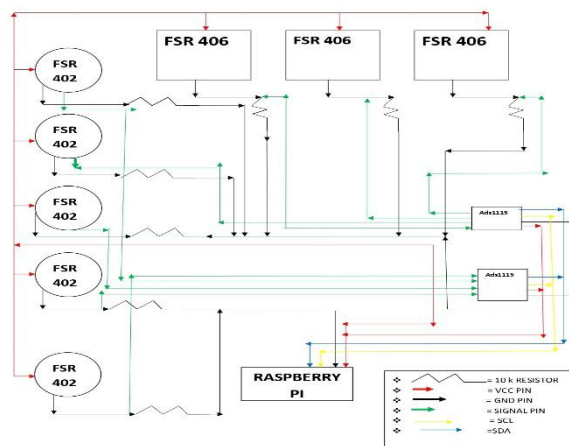 FSR 406
FSR 406
FSR 406
FSR
402
FSR
402
FSR
402
FSR
402
FSR
402
Ads1115
Ads1115
RASPBERRY
PI
= 10 k RESISTOR
= VCC PIN
= GND PIN
= SIGNAL PIN
= SCL
=SDA